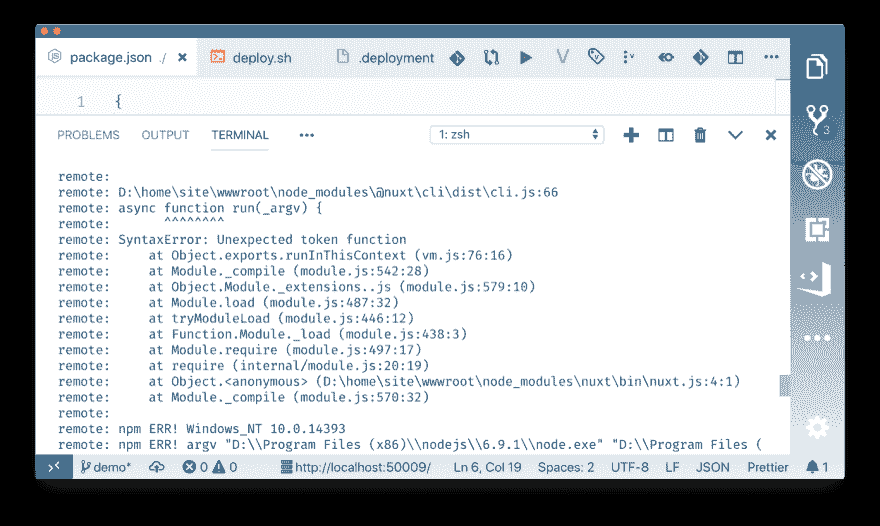 package.json ./ × deploy.sh .deployment
1 {
PROBLEMS OUTPUT TERMINAL ••• 1: zsh
remote:
remote: D:\home\site\wwwroot\node_modules\@nuxt\cli\dist\cli.js:66
remote: async function run(_argv) {
remote:       ^^^^^^^^
remote: SyntaxError: Unexpected token function
remote:     at Object.exports.runInThisContext (vm.js:76:16)
remote:     at Module._compile (module.js:542:28)
remote:     at Object.Module._extensions..js (module.js:579:10)
remote:     at Module.load (module.js:487:32)
remote:     at tryModuleLoad (module.js:446:12)
remote:     at Function.Module._load (module.js:438:3)
remote:     at Module.require (module.js:497:17)
remote:     at require (internal/module.js:20:19)
remote:     at Object.<anonymous> (D:\home\site\wwwroot\node_modules\nuxt\bin\nuxt.js:4:1)
remote:     at Module._compile (module.js:570:32)
remote:
remote: npm ERR! Windows_NT 10.0.14393
remote: npm ERR! argv "D:\\Program Files (x86)\\nodejs\\6.9.1\\node.exe" "D:\\Program Files (
demo* 0 0 http://localhost:50009/ Ln 6, Col 19 Spaces: 2 UTF-8 LF JSON Prettier 1
3